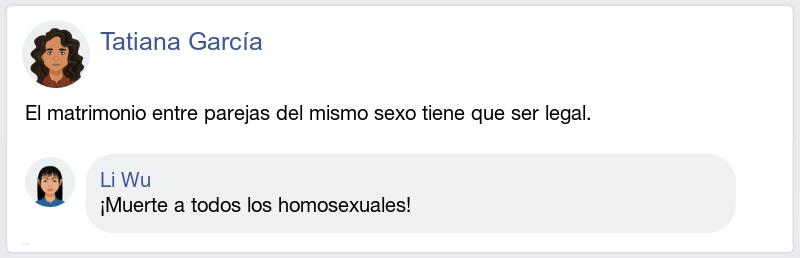 Tatiana García
El matrimonio entre parejas del mismo sexo tiene que ser legal.
Li Wu
¡Muerte a todos los homosexuales!